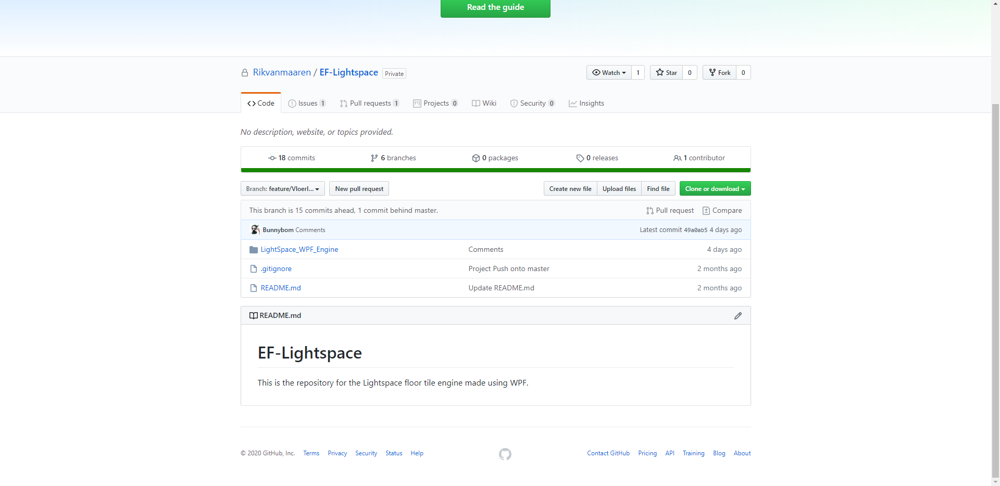 Read the guide
Rikvanmaaren / EF-Lightspace Private
Watch 1 Star 0 Fork 0
Code Issues 1 Pull requests 1 Projects 0 Wiki Security 0 Insights
No description, website, or topics provided.
18 commits 6 branches 0 packages 0 releases 1 contributor
Branch: feature/Vloerl... New pull request Create new file Upload files Find file Clone or download
This branch is 15 commits ahead, 1 commit behind master. Pull request Compare
Bunnybom Comments Latest commit 49a0ab5 4 days ago
LightSpace_WPF_Engine Comments 4 days ago
.gitignore Project Push onto master 2 months ago
README.md Update README.md 2 months ago
README.md
EF-Lightspace
This is the repository for the Lightspace floor tile engine made using WPF.
© 2020 GitHub, Inc. Terms Privacy Security Status Help Contact GitHub Pricing API Training Blog About